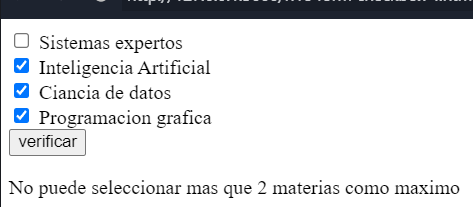 Sistemas expertos
Inteligencia Artificial
Ciancia de datos
Programacion grafica
verificar
No puede seleccionar mas que 2 materias como maximo